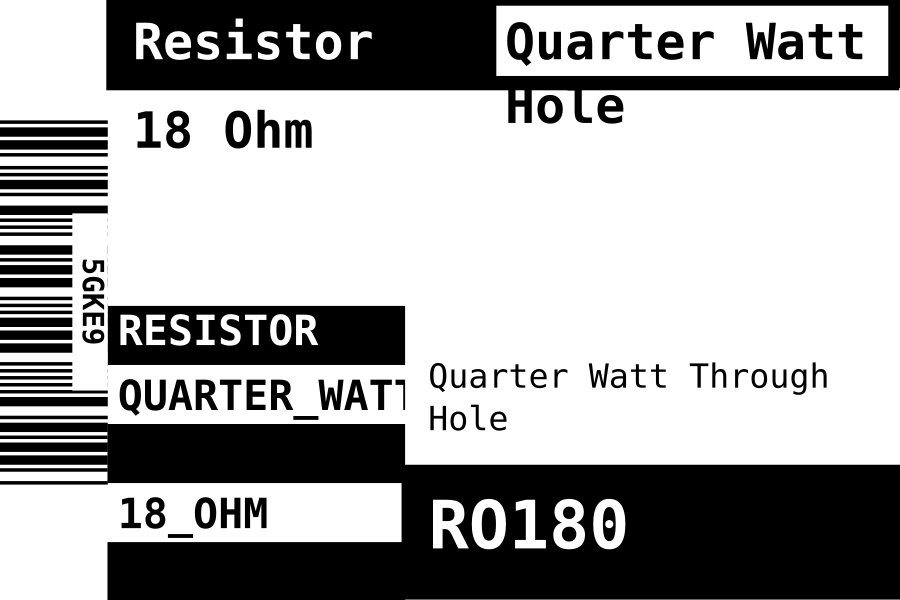 Resistor
Quarter Watt
Hole
18 Ohm
5GKE9
RESISTOR
QUARTER_WATT
Quarter Watt Through
Hole
18_OHM
RO180